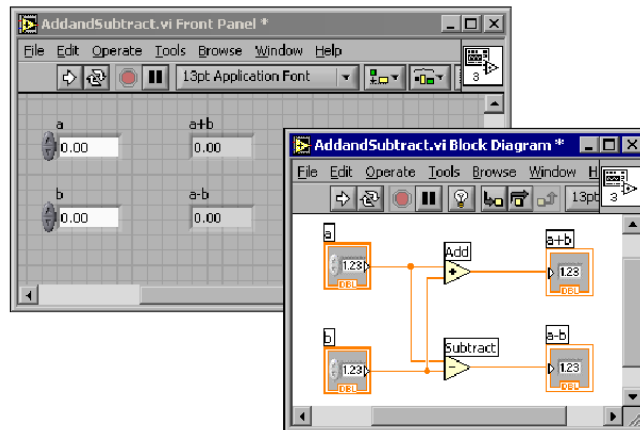 AddandSubtract.vi Front Panel *
File Edit Operate Tools Browse Window Help
13pt Application Font
3
a
a+b
0.00
0.00
b
a-b
0.00
0.00
AddandSubtract.vi Block Diagram *
File Edit Operate Tools Browse Window H
13pt
3
a
Add
a+b
1.23
1.23
DBL
DBL
b
Subtract
a-b
1.23
1.23
DBL
DBL